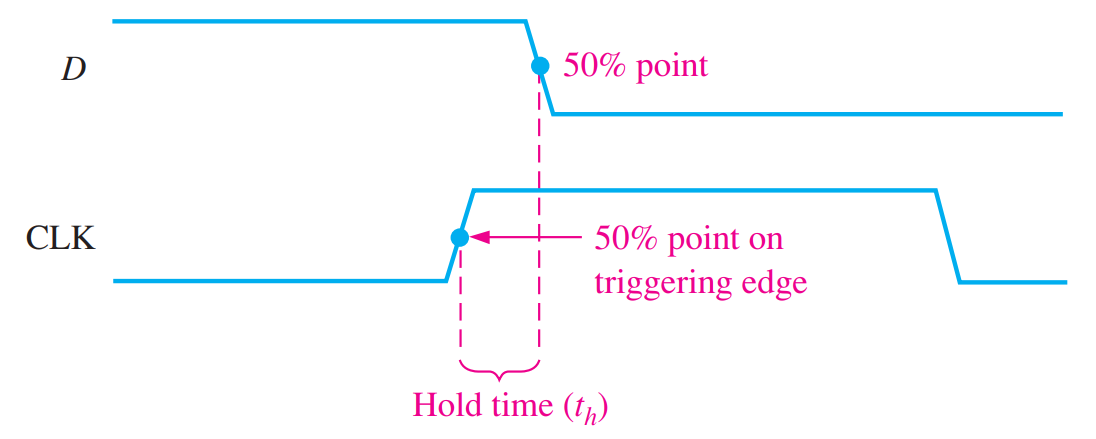 D
50% point
CLK
50% point on
triggering edge
Hold time (t_h)